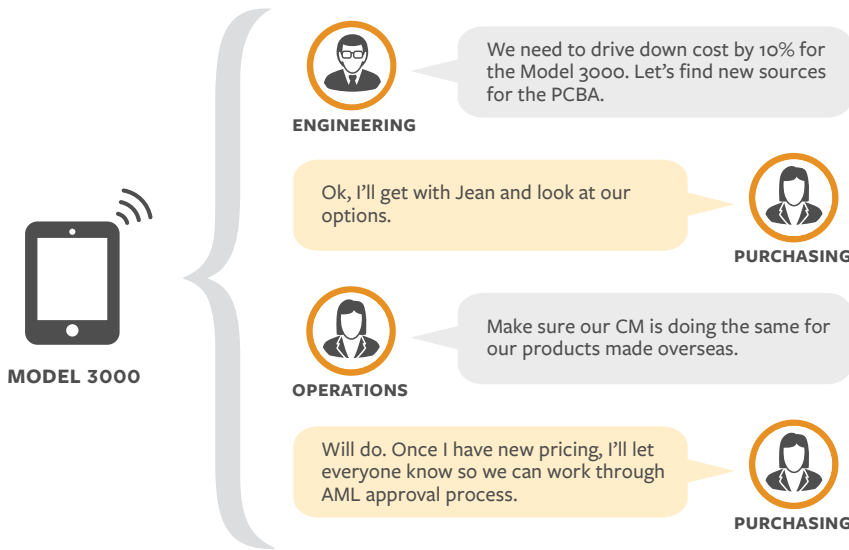 We need to drive down cost by 10% for
the Model 3000. Let’s find new sources
for the PCBA.
ENGINEERING
Ok, I’ll get with Jean and look at our
options.
PURCHASING
MODEL 3000
Make sure our CM is doing the same for
our products made overseas.
OPERATIONS
Will do. Once I have new pricing, I’ll let
everyone know so we can work through
AML approval process.
PURCHASING